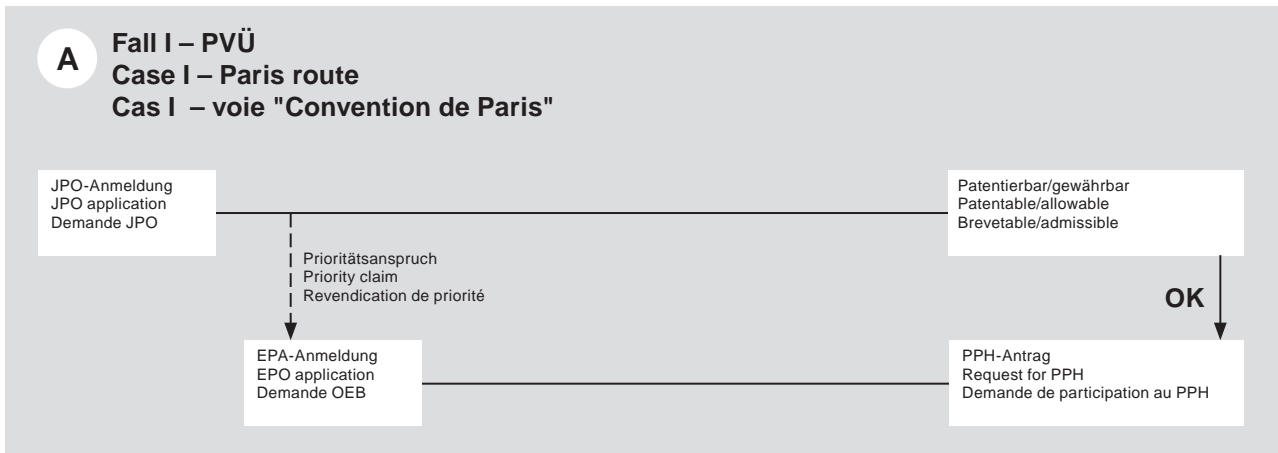 A
Fall I – PVÜ
Case I – Paris route
Cas I – voie "Convention de Paris"
JPO-Anmeldung
JPO application
Demande JPO
Patentierbar/gewährbar
Patentable/allowable
Brevetable/admissible
Prioritätsanspruch
Priority claim
Revendication de priorité
OK
EPA-Anmeldung
EPO application
Demande OEB
PPH-Antrag
Request for PPH
Demande de participation au PPH